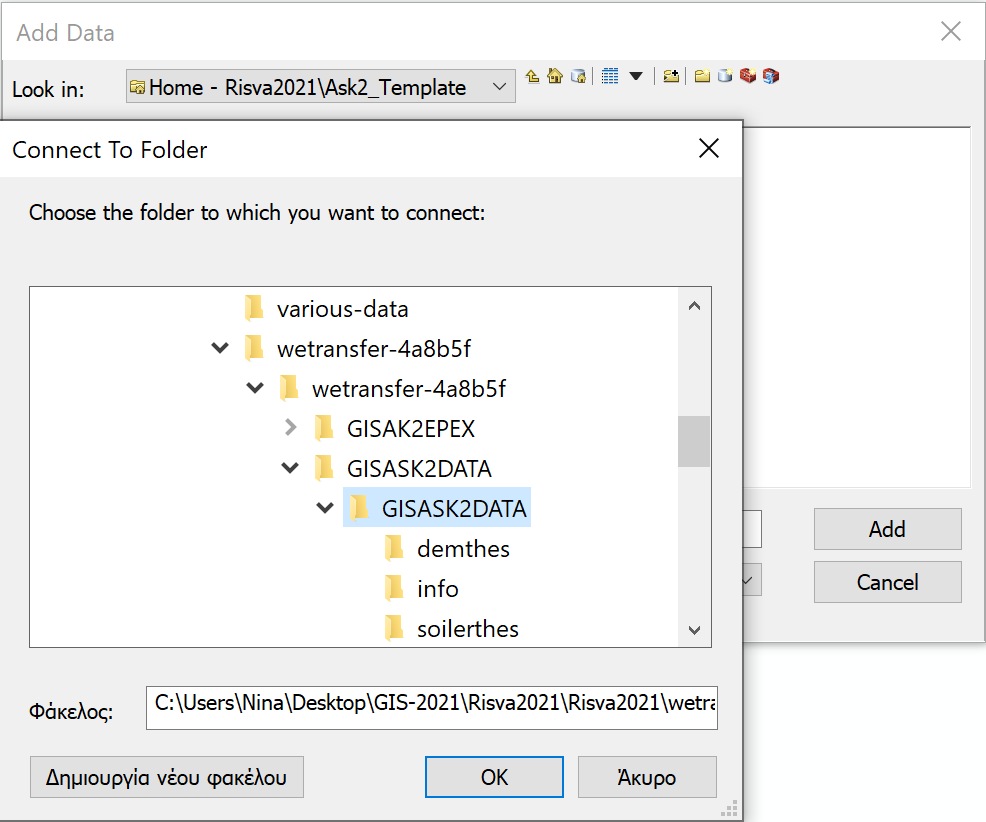 Add Data
Look in: Home - Risva2021\Ask2_Template
Connect To Folder
Choose the folder to which you want to connect:
various-data
wetransfer-4a8b5f
wetransfer-4a8b5f
GISAK2EPEX
GISASK2DATA
GISASK2DATA
demthes
info
soilerthes
Add
Cancel
Φάκελος: C:\Users\Nina\Desktop\GIS-2021\Risva2021\Risva2021\wetra
Δημιουργία νέου φακέλου OK Άκυρο